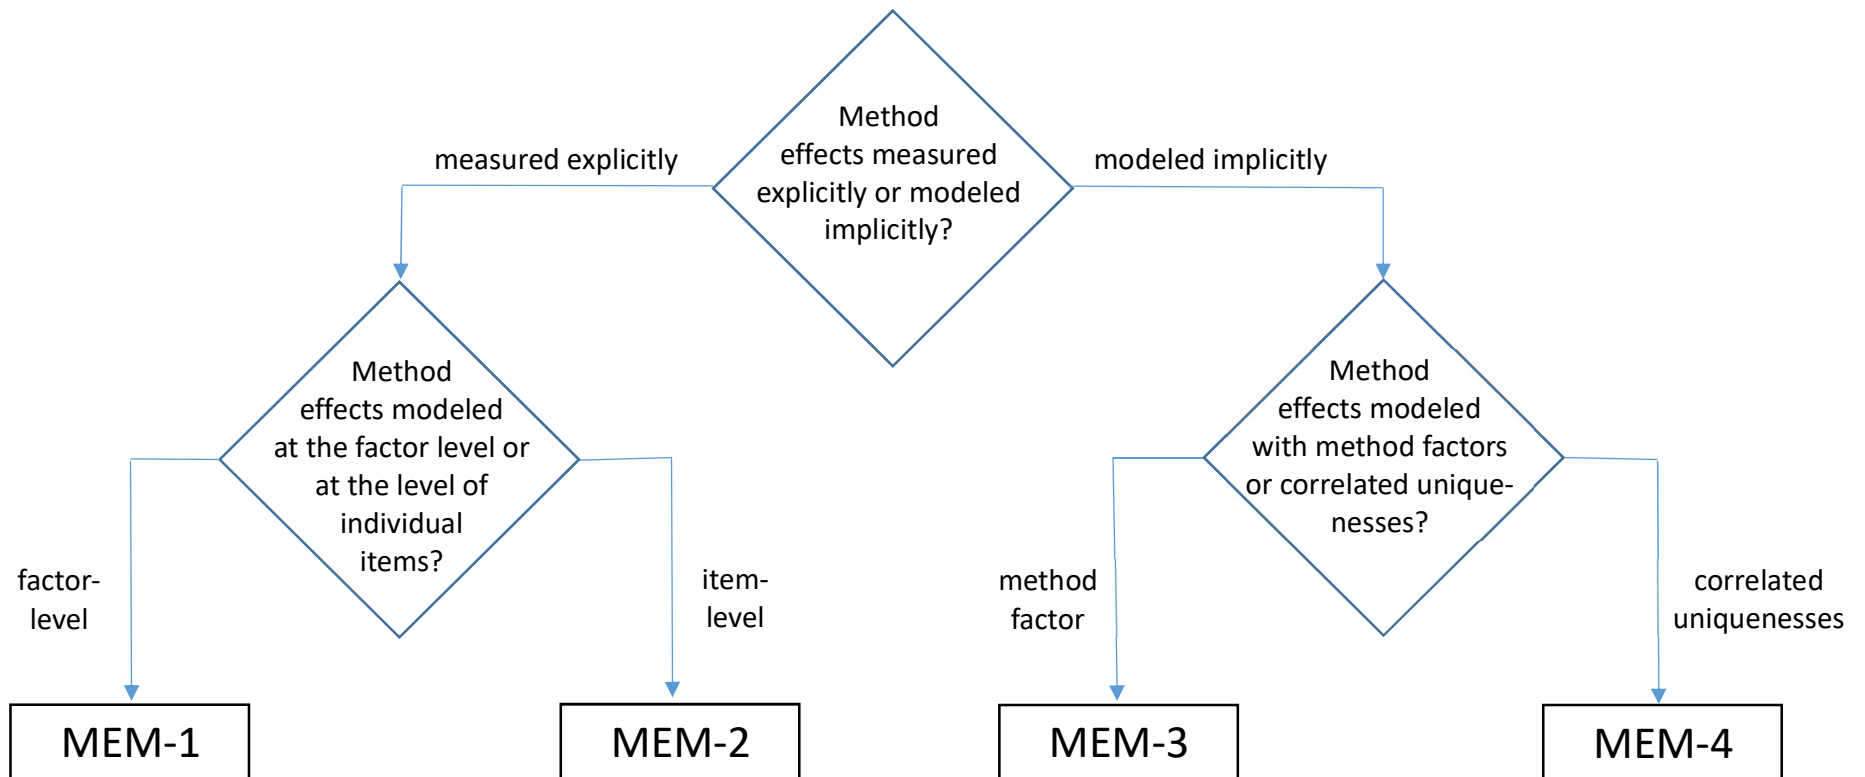 Method
effects measured
explicitly or modeled
implicitly?
measured explicitly
modeled implicitly
Method
effects modeled
at the factor level or
at the level of
individual
items?
Method
effects modeled
with method factors
or correlated unique-
nesses?
factor-
level
item-
level
method
factor
correlated
uniquenesses
MEM-1
MEM-2
MEM-3
MEM-4